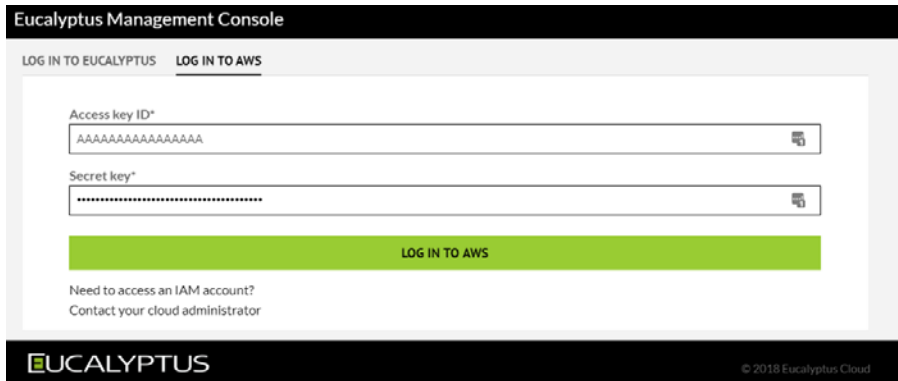 Eucalyptus Management Console
LOG IN TO EUCALYPTUS LOG IN TO AWS
Access key ID*
AAAAAAAAAAAAAAAA
Secret key*
••••••••••••••••••••••••••••••••••••••••
LOG IN TO AWS
Need to access an IAM account?
Contact your cloud administrator
EUCALYPTUS
© 2018 Eucalyptus Cloud